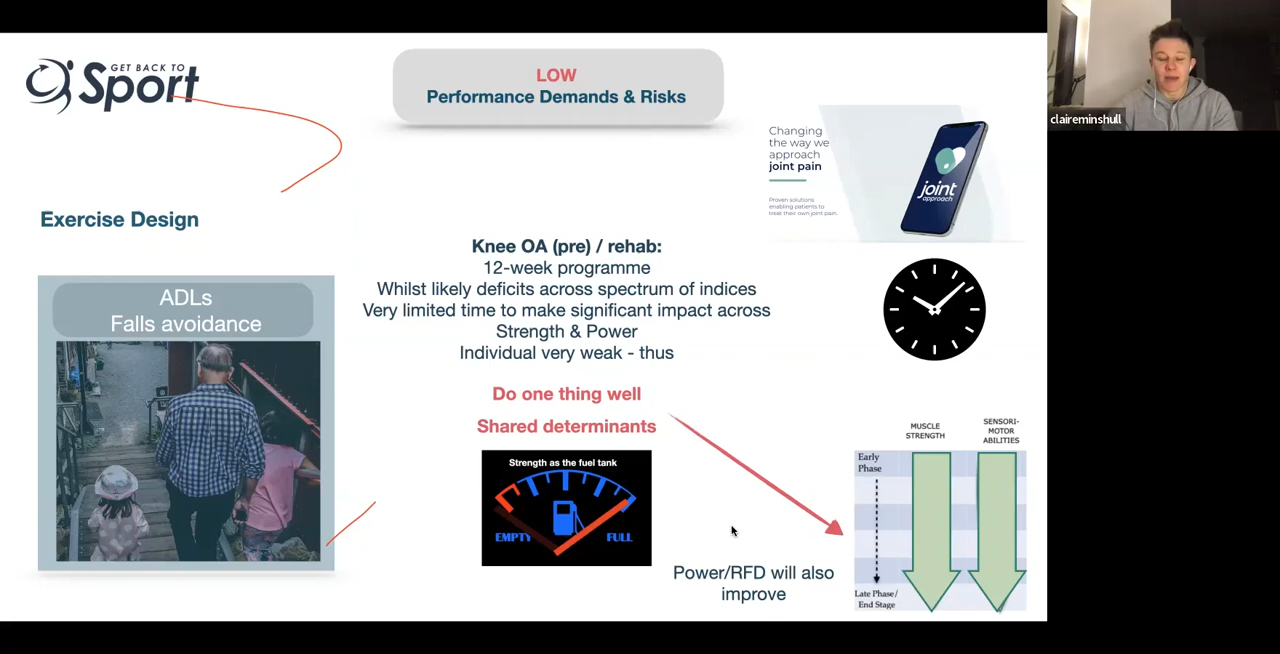 GET BACK TO
Sport
LOW
Performance Demands & Risks
claireminshull
Changing
the way we
approach
joint pain
Proven solutions
enabling patients to
treat their own joint pain.
joint
approach
Exercise Design
ADLs
Falls avoidance
Knee OA (pre) / rehab:
12-week programme
Whilst likely deficits across spectrum of indices
Very limited time to make significant impact across
Strength & Power
Individual very weak - thus
Do one thing well
Shared determinants
Strength as the fuel tank
EMPTY
FULL
Power/RFD will also
improve
MUSCLE
STRENGTH
SENSORI-
MOTOR
ABILITIES
Early
Phase
Late Phase/
End Stage